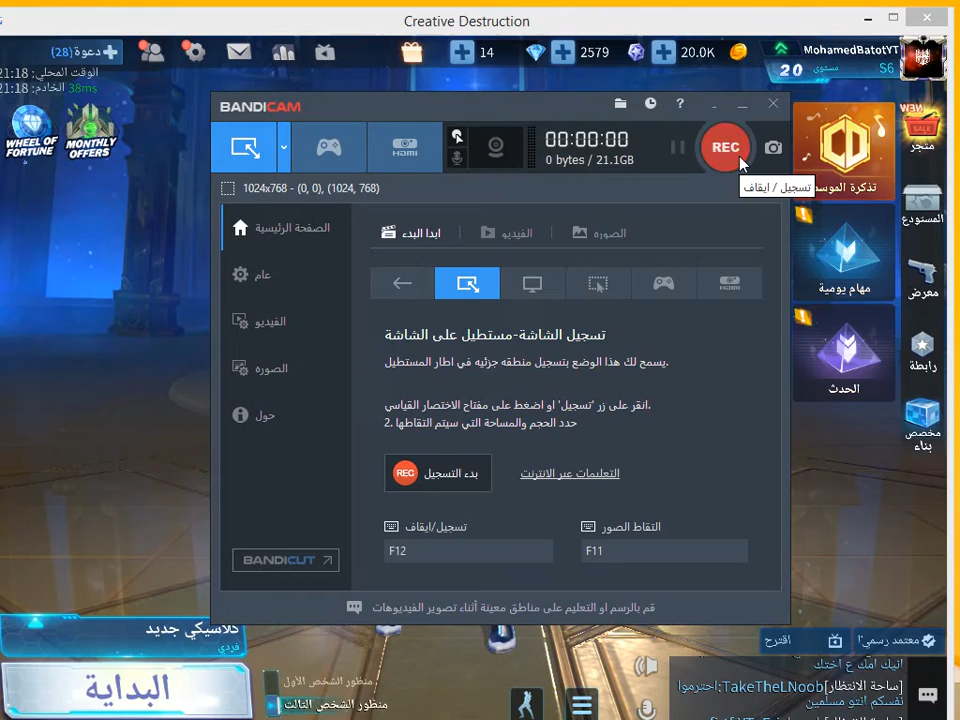 Creative Destruction
دعوة (28)
14
2579
20.0K
MohamedBatotYT
20
مستوى
S6
الوقت المحلي: 21:18
21:18 الخادم: 38ms
WHEEL OF FORTUNE
MONTHLY OFFERS
BANDICAM
HDMI
00:00:00
0 bytes / 21.1GB
REC
تسجيل / ايقاف
1024x768 - (0, 0), (1024, 768)
الصفحة الرئيسية
عام
الفيديو
الصوره
حول
ابدا البدء
الفيديو
الصوره
HDMI
تسجيل الشاشة-مستطيل على الشاشة
يسمح لك هذا الوضع بتسجيل منطقه جزئيه في اطار المستطيل.
انقر على زر 'تسجيل' او اضغط على مفتاح الاختصار القياسي.
2. حدد الحجم والمساحة التي سيتم التقاطها
REC
بدء التسجيل
التعليمات عبر الانترنت
تسجيل/ايقاف
F12
التقاط الصور
F11
BANDICUT
قم بالرسم او التعليم على مناطق معينة أثناء تصوير الفيديوهات
NEW
SALE
متجر
تذكرة الموسم
المستودع
مهام يومية
معرض
الحدث
رابطة
مخصص بناء
كلاسيكي جديد
فردي
البداية
منظور الشخص الأول
منظور الشخص الثالث
اقترح
معتمد رسمي!
انيك امك ع اختك
[ساحة الانتظار]TakeTheLNoob:احترموا
نفسكم انتو مسلمين